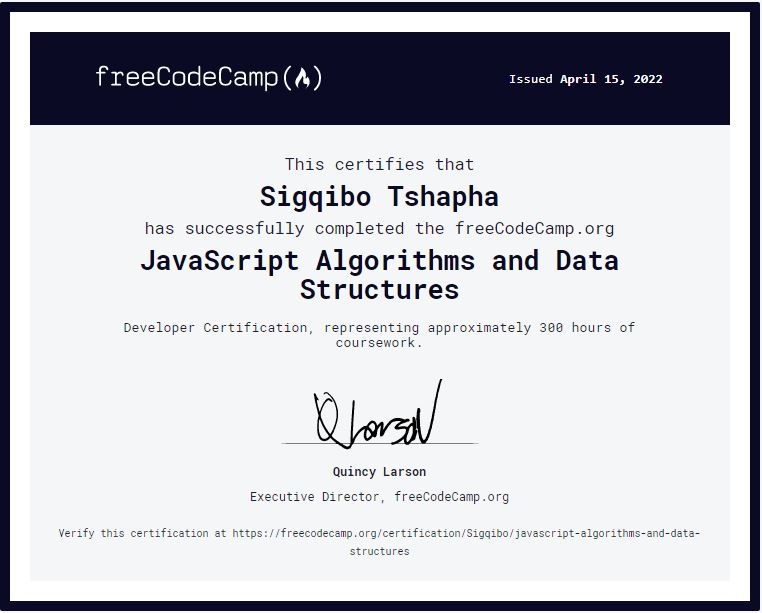 freeCodeCamp(🔥)
Issued April 15, 2022
This certifies that
Sigqibo Tshapha
has successfully completed the freeCodeCamp.org
JavaScript Algorithms and Data
Structures
Developer Certification, representing approximately 300 hours of
coursework.
Q Larson
Quincy Larson
Executive Director, freeCodeCamp.org
Verify this certification at https://freecodecamp.org/certification/Sigqibo/javascript-algorithms-and-data-
structures